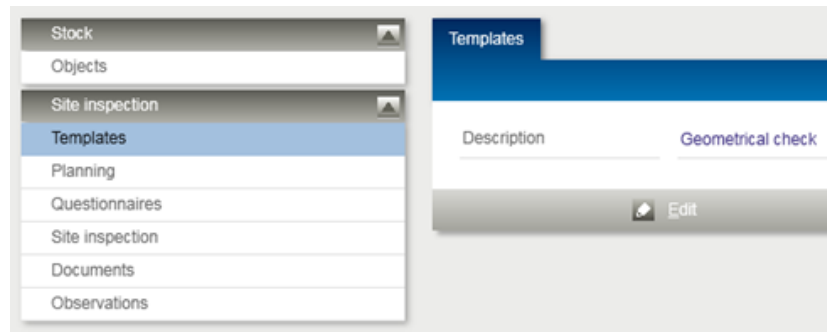 Stock
Objects
Site inspection
Templates
Planning
Questionnaires
Site inspection
Documents
Observations
Templates
Description Geometrical check
Edit